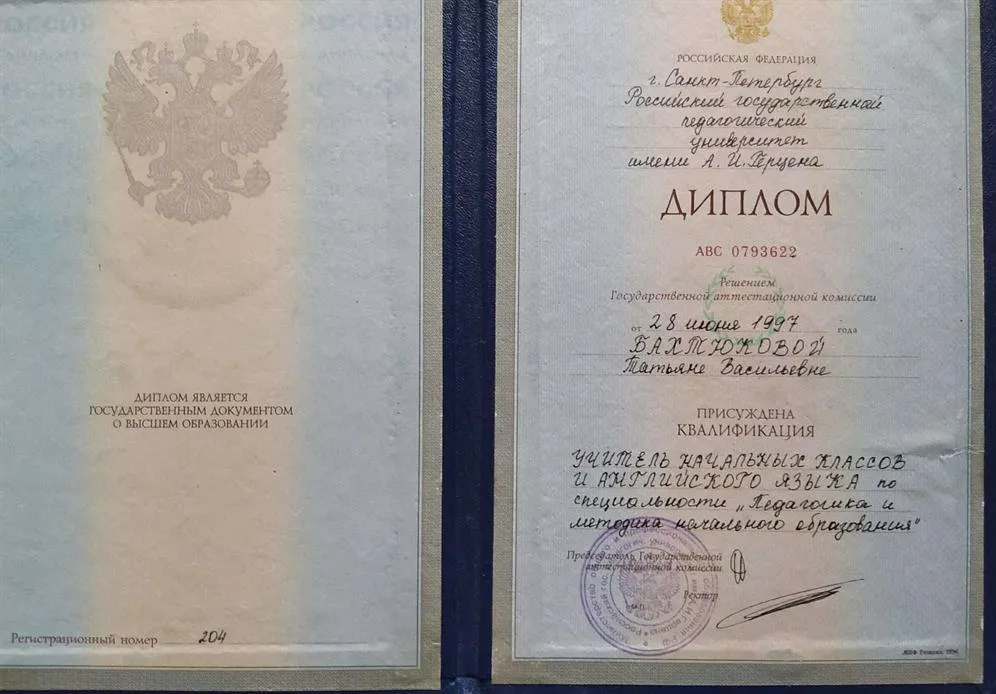 ДИПЛОМ ЯВЛЯЕТСЯ
ГОСУДАРСТВЕННЫМ ДОКУМЕНТОМ
О ВЫСШЕМ ОБРАЗОВАНИИ
Регистрационный номер 204
РОССИЙСКАЯ ФЕДЕРАЦИЯ
г. Санкт-Петербург
Российский государственный
педагогический
университет
имени А. И. Герцена
ДИПЛОМ
АВС 0793622
Решением
Государственной аттестационной комиссии
от 28 июня 1997 года
БАХТЮКОВОЙ
Татьяне Васильевне
ПРИСУЖДЕНА
КВАЛИФИКАЦИЯ
УЧИТЕЛЬ НАЧАЛЬНЫХ КЛАССОВ
И АНГЛИЙСКОГО ЯЗЫКА по
специальности „Педагогика и
методика начального образования"
Председатель Государственной
аттестационной комиссии
Ректор